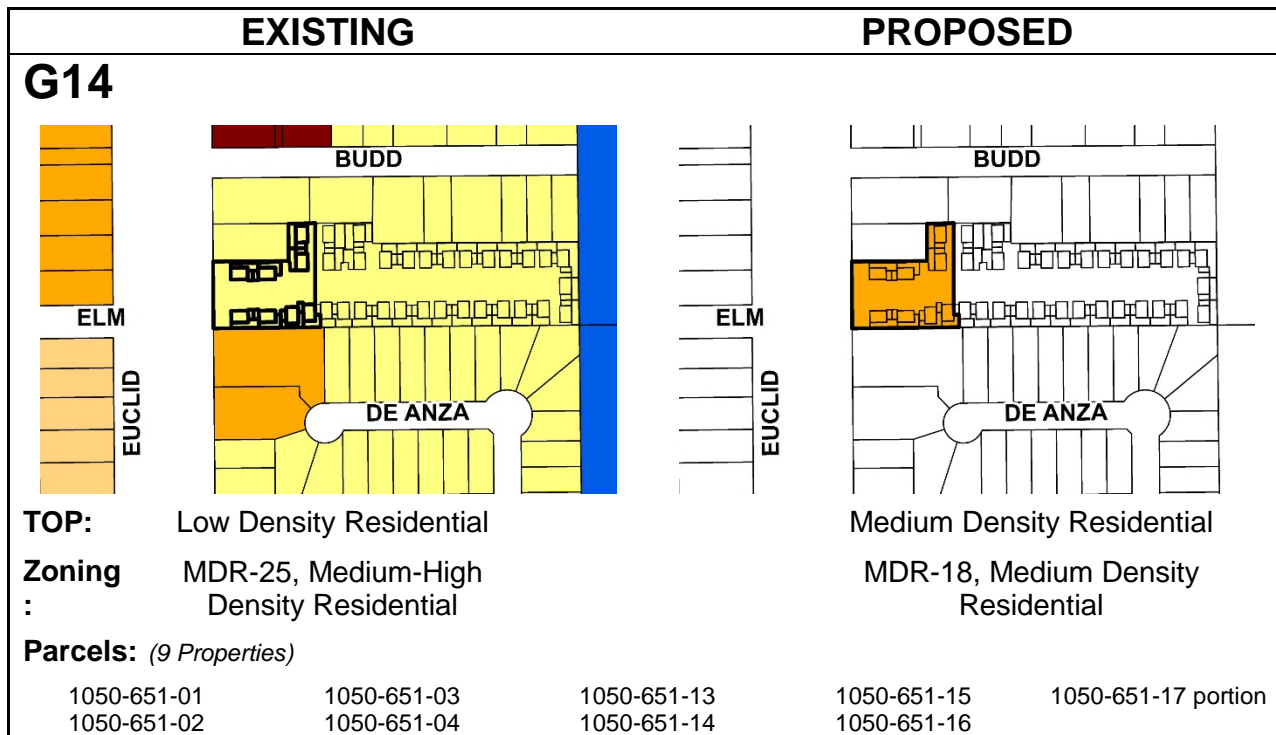 EXISTING PROPOSED
G14
BUDD BUDD
ELM ELM
EUCLID EUCLID
DE ANZA DE ANZA
TOP: Low Density Residential Medium Density Residential
Zoning MDR-25, Medium-High MDR-18, Medium Density
: Density Residential Residential
Parcels: (9 Properties)
1050-651-01 1050-651-03 1050-651-13 1050-651-15 1050-651-17 portion
1050-651-02 1050-651-04 1050-651-14 1050-651-16